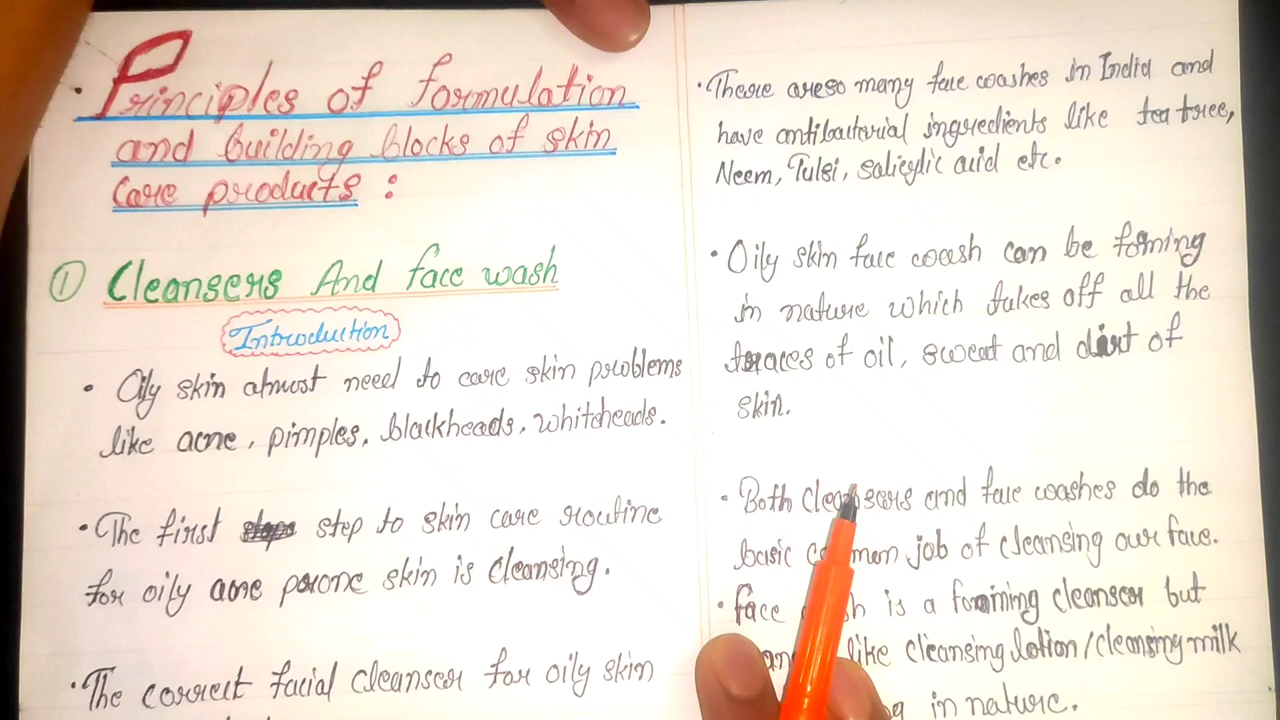 Principles of formulation
and building blocks of skin
care products :
① Cleansers And face wash
Introduction
• Oily skin almost need to care skin problems
like acne, pimples, blackheads, whiteheads.
• The first step to skin care routine
for oily acne prone skin is cleansing.
• The correct facial cleanser for oily skin
• There are so many face washes in India and
have antibacterial ingredients like tea tree,
Neem, Tulsi, salicylic acid etc.
• Oily skin face wash can be foming
in nature which takes off all the
traces of oil, sweat and dirt of
skin.
• Both cleansers and face washes do the
basic common job of cleansing our face.
• face is a foaming cleanser but
like cleansing lotion/cleansing milk
in nature.